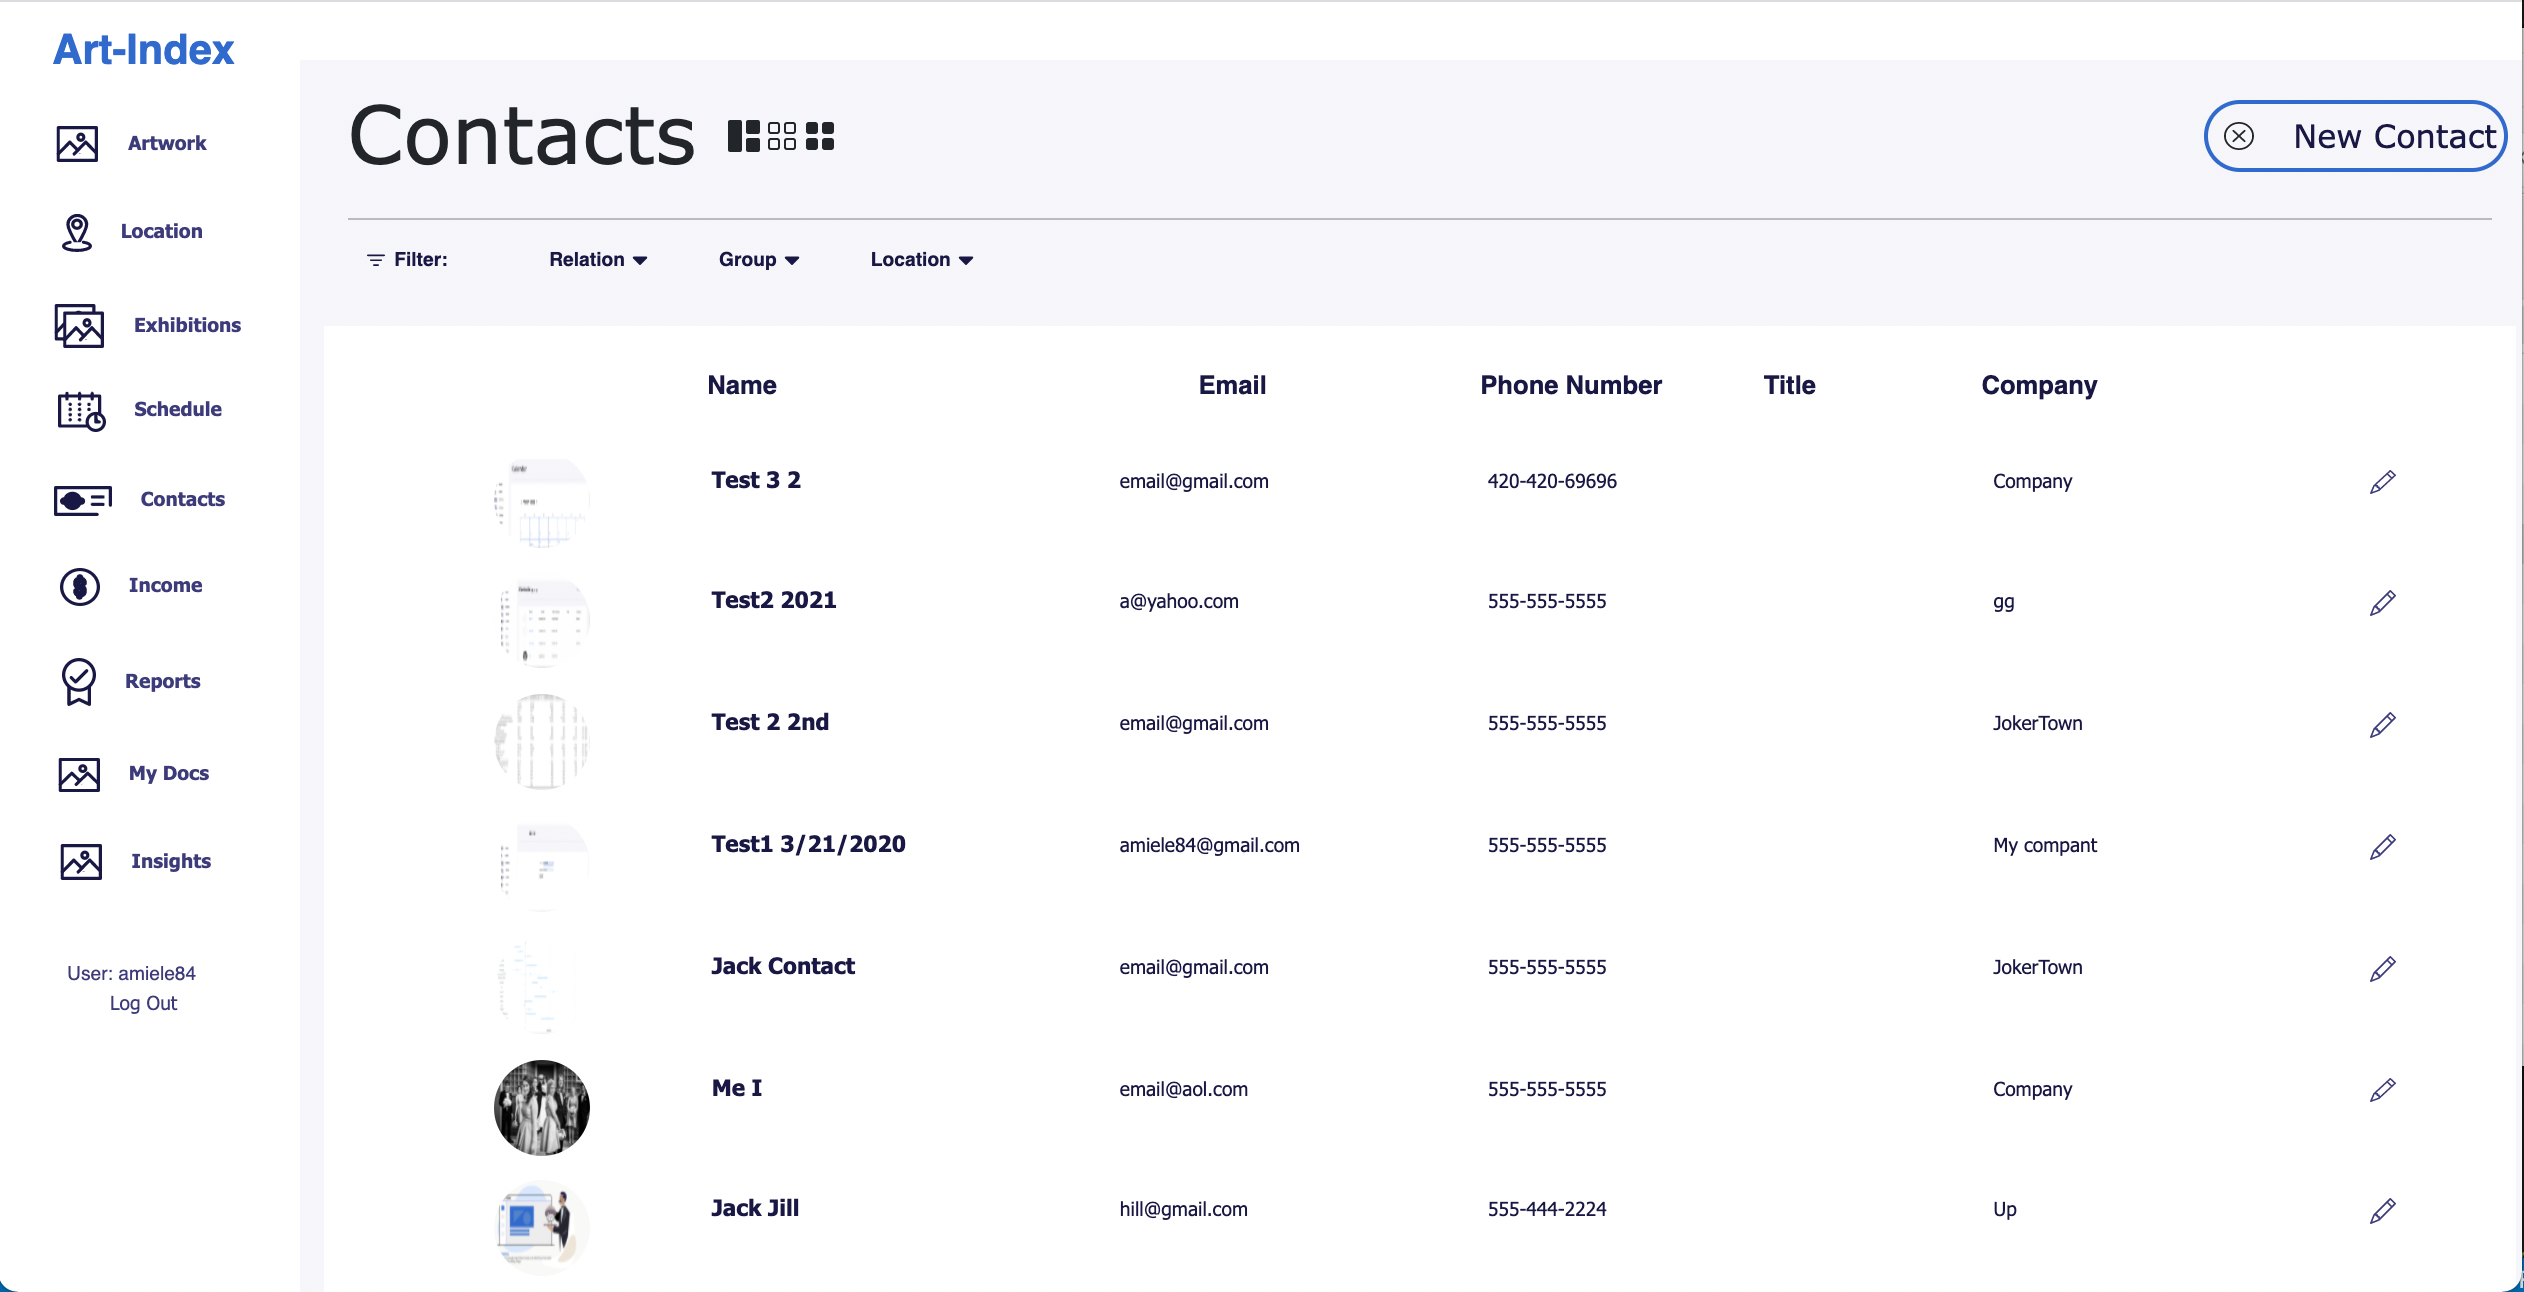 Art-Index
Artwork
Location
Exhibitions
Schedule
Contacts
Income
Reports
My Docs
Insights
User: amiele84
Log Out
Contacts
New Contact
Filter: Relation Group Location
Name Email Phone Number Title Company
Test 3 2 email@gmail.com 420-420-69696 Company
Test2 2021 a@yahoo.com 555-555-5555 gg
Test 2 2nd email@gmail.com 555-555-5555 JokerTown
Test1 3/21/2020 amiele84@gmail.com 555-555-5555 My compant
Jack Contact email@gmail.com 555-555-5555 JokerTown
Me I email@aol.com 555-555-5555 Company
Jack Jill hill@gmail.com 555-444-2224 Up